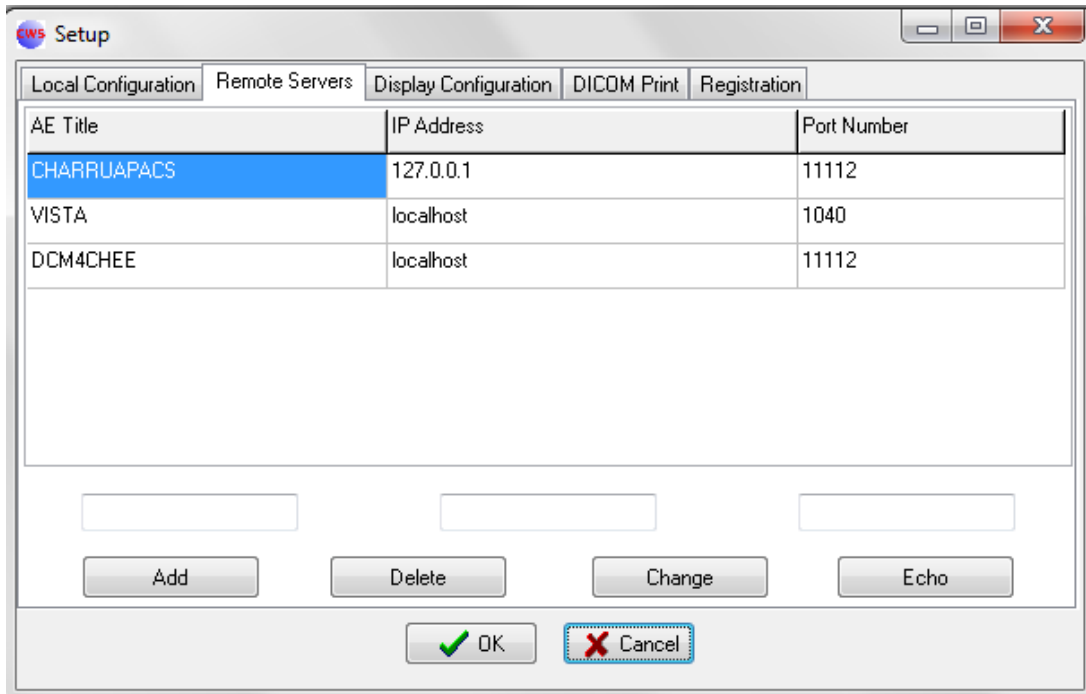 CWS Setup
Local Configuration Remote Servers Display Configuration DICOM Print Registration
AE Title IP Address Port Number
CHARRUAPACS 127.0.0.1 11112
VISTA localhost 1040
DCM4CHEE localhost 11112
Add Delete Change Echo
OK Cancel